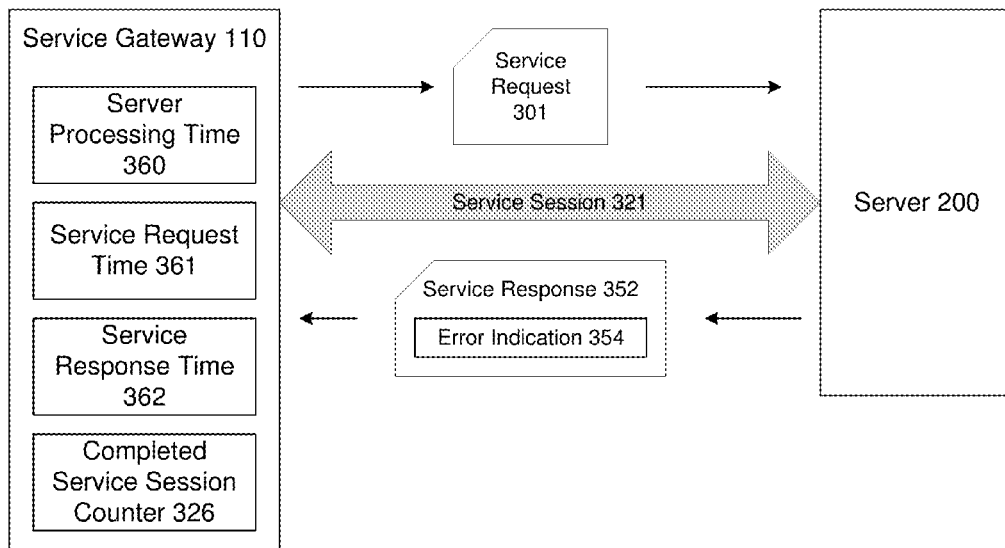 Service Gateway 110
Server
Processing Time
360
Service Request
Time 361
Service
Response Time
362
Completed
Service Session
Counter 326
Service
Request
301
Service Session 321
Service Response 352
Error Indication 354
Server 200